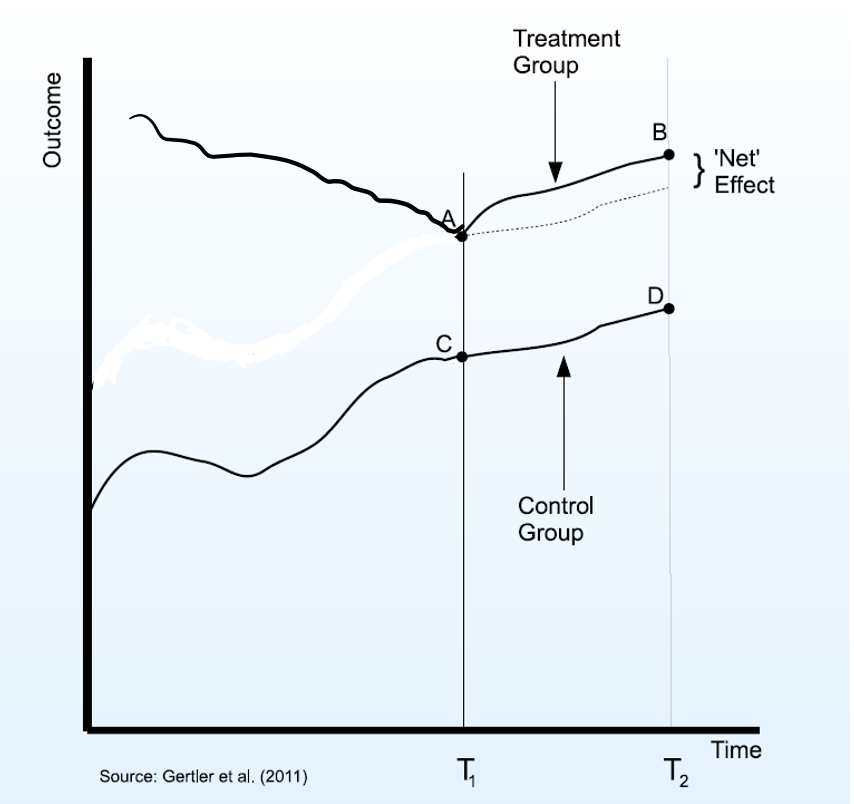 Treatment
Group
Outcome
B
'Net'
Effect
A
D
C
Control
Group
Time
T1
T2
Source: Gertler et al. (2011)